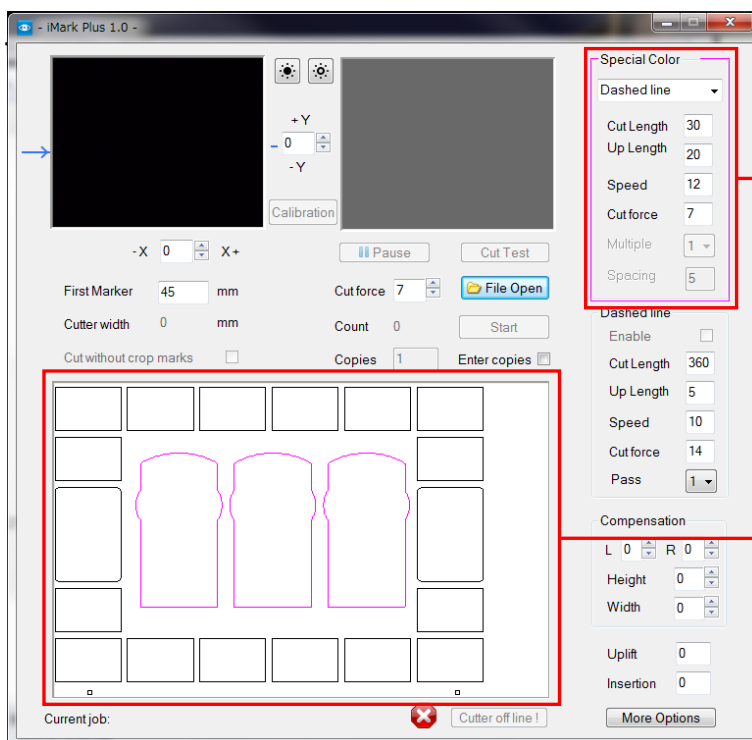 - iMark Plus 1.0 -
+ Y
0
- Y
Calibration
- X 0 X +
Pause
Cut Test
First Marker 45 mm
Cut force 7
File Open
Cutter width 0 mm
Count 0
Start
Cut without crop marks
Copies 1
Enter copies
Special Color
Dashed line
Cut Length 30
Up Length 20
Speed 12
Cut force 7
Multiple 1
Spacing 5
Dashed line
Enable
Cut Length 360
Up Length 5
Speed 10
Cut force 14
Pass 1
Compensation
L 0 R 0
Height 0
Width 0
Uplift 0
Insertion 0
Current job:
Cutter off line !
More Options